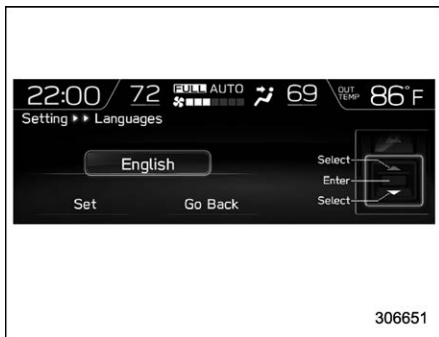 22:00 72 FULL AUTO 69 OUT TEMP 86°F
Setting ▸▸ Languages
English
Select
Enter
Set Go Back Select
306651